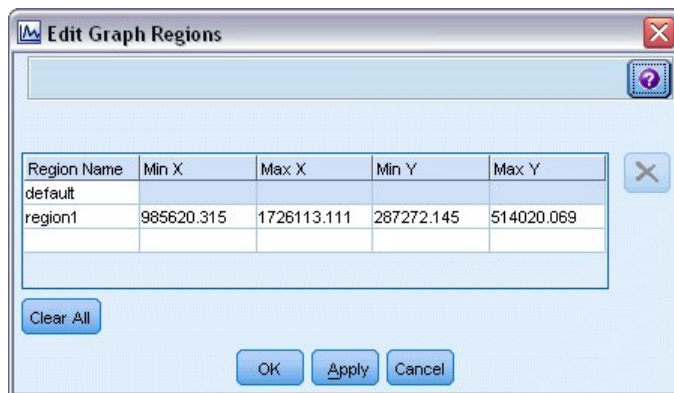 Edit Graph Regions
?
Region Name Min X Max X Min Y Max Y
default
region1 985620.315 1726113.111 287272.145 514020.069
Clear All
OK Apply Cancel